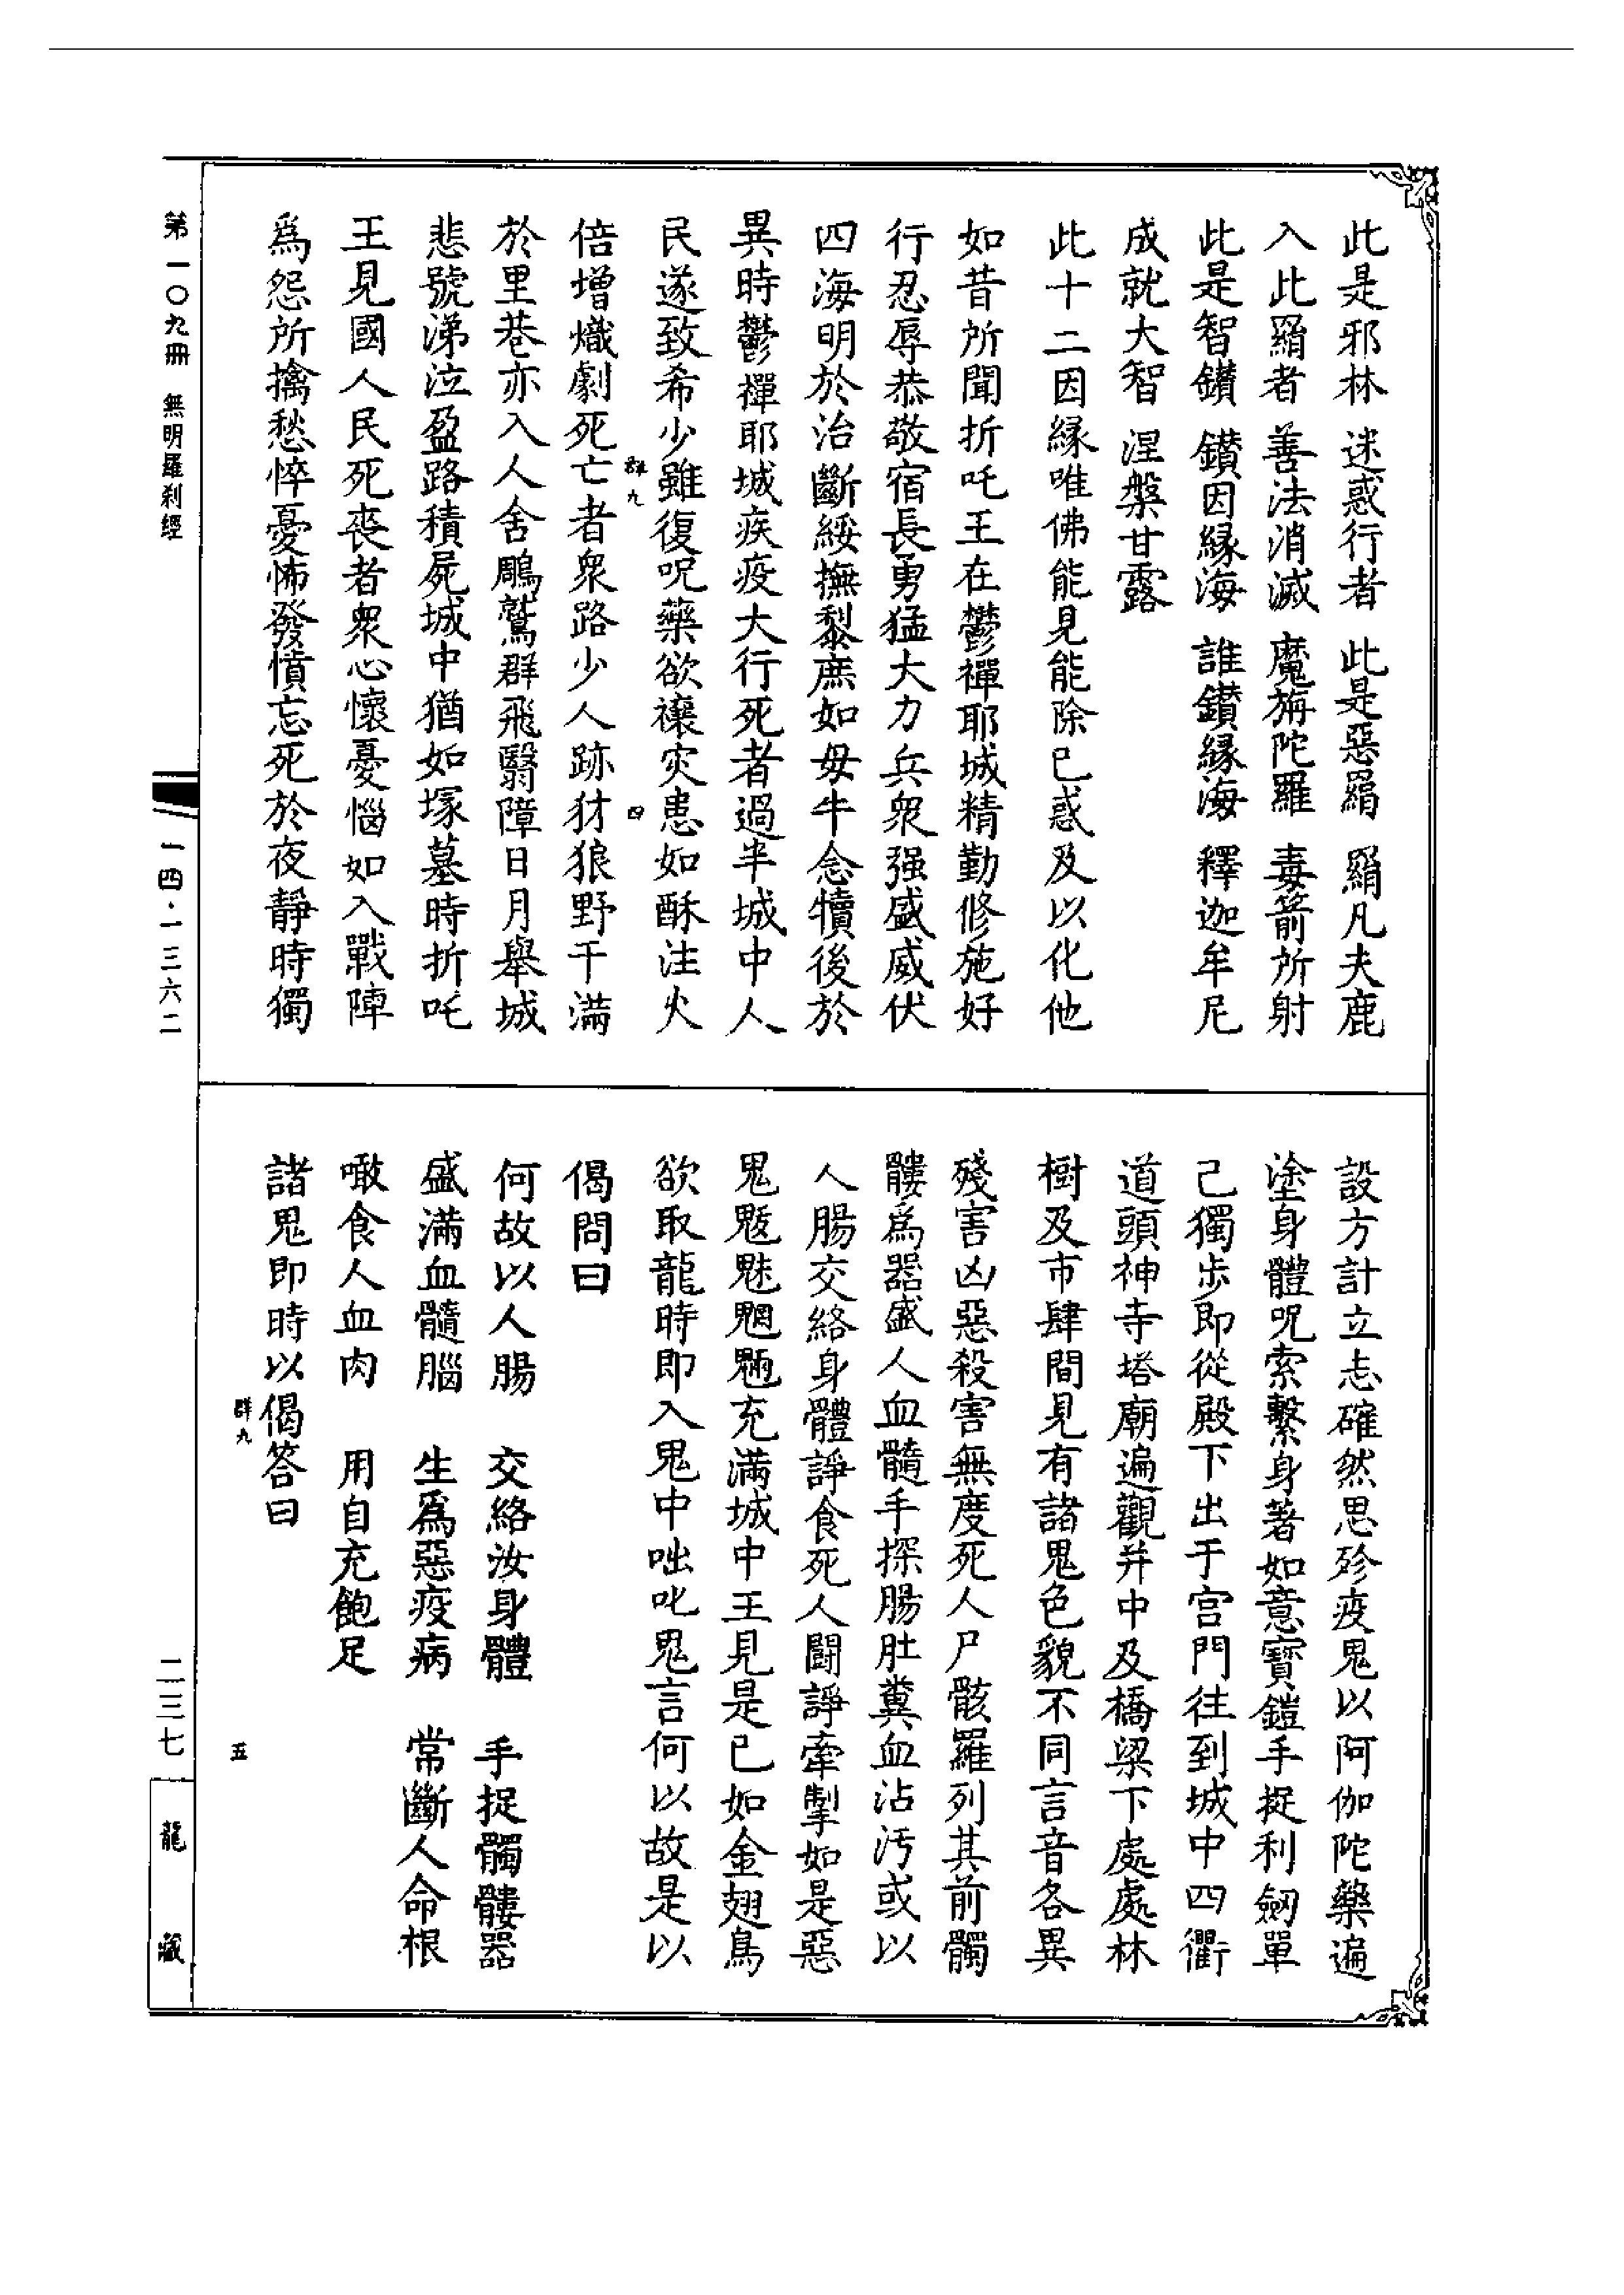 此是邪林　迷惑行者　此是惡羂　羂凡夫鹿
入此羂者　善法消滅　魔旃陀羅　毒箭所射
此是智鑽　鑚因緣海　誰鑚緣海　釋迦牟尼
成就大智　涅槃甘露
此十二因緣唯佛能見能除已惑及以化他
如昔所聞折吒王在鬱禪耶城精勤修施好
行忍辱恭敬宿長勇猛大力兵衆强盛威伏
四海明於治斷綏撫黎庶如母牛念犢後於
異時鬱禪耶城疾疫大行死者過半城中人
民遂致希少雖復呪藥欲禳灾患如酥注火
群九
四
倍增熾劇死亡者衆路少人跡犲狼野干滿
於里巷亦入人舍鵰鷲群飛翳障日月舉城
悲號涕泣盈路積屍城中猶如塚墓時折吒
王見國人民死喪者衆心懷憂惱如入戰陣
爲怨所擒愁悴憂怖發憤忘死於夜靜時獨
設方計立志確然思殄疫鬼以阿伽陀藥遍
塗身體呪索繫身著如意寶鎧手捉利劒單
己獨步即從殿下出于宫門往到城中四衢
道頭神寺塔廟遍觀井中及橋梁下處處林
樹及市肆間見有諸鬼色貌不同言音各異
殘害凶惡殺害無度死人尸骸羅列其前髑
髏爲器盛人血髓手探腸肚糞血沾污或以
人腸交絡身體諍食死人鬪諍牽掣如是惡
鬼魃魅魍魎充滿城中王見是已如金翅鳥
欲取龍時即入鬼中咄叱鬼言何以故是以
偈問曰
何故以人腸　交絡汝身體　手捉髑髏器
盛滿血髓腦　生爲惡疫病　常斷人命根
噉食人血肉　用自充飽足
諸鬼即時以偈答曰
群九
五
第一〇九冊　無明羅刹經
一四·一三六二
二三七
龍藏